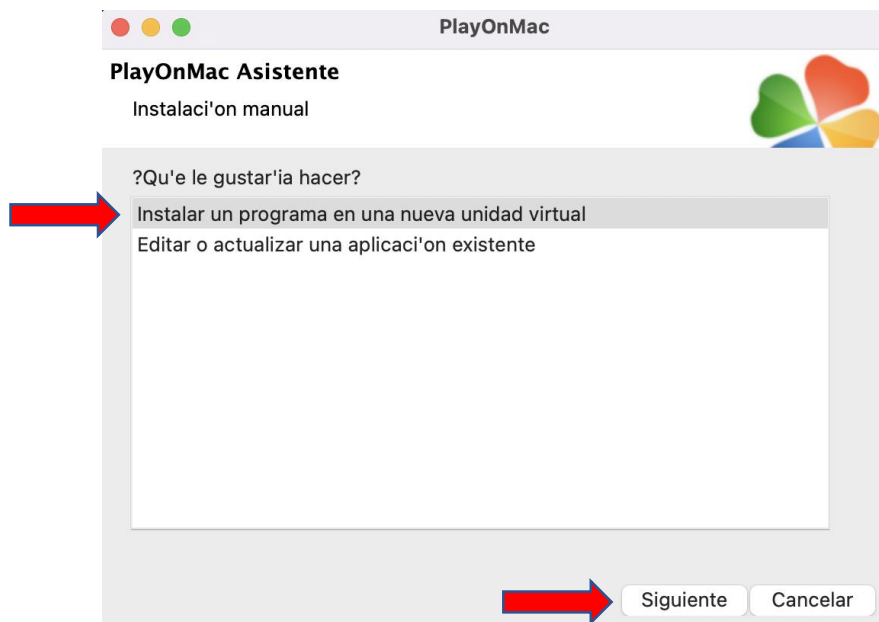 PlayOnMac
PlayOnMac Asistente
Instalaci'on manual
?Qu'e le gustar'ia hacer?
Instalar un programa en una nueva unidad virtual
Editar o actualizar una aplicaci'on existente
Siguiente Cancelar